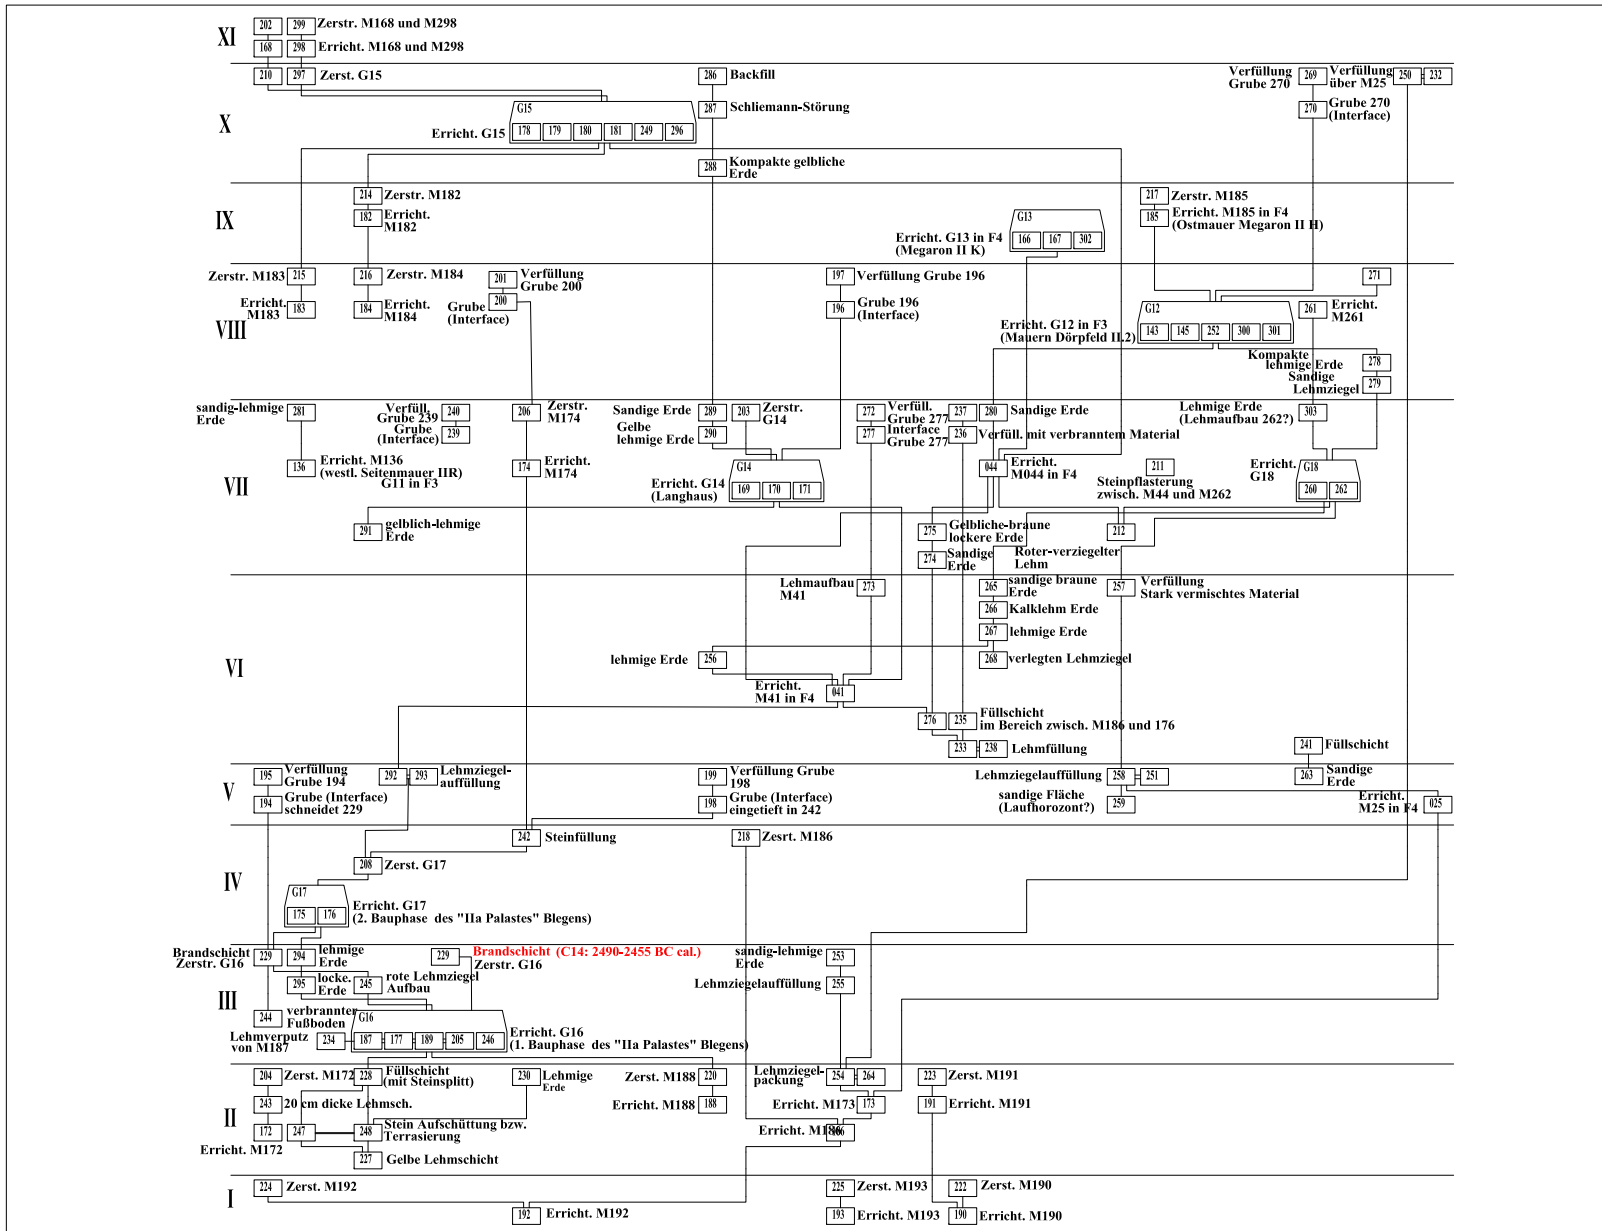 XI
202
299
Zerstr. M168 und M298
168
298
Erricht. M168 und M298
210
297
Zerst. G15
286
Backfill
Verfüllung
Grube 270
269
Verfüllung
über M25
250
232
X
G15
Erricht. G15
178 179 180 181 249 296
287
Schliemann-Störung
270
Grube 270
(Interface)
288
Kompakte gelbliche
Erde
IX
214
Zerstr. M182
182
Erricht.
M182
G13
Erricht. G13 in F4
(Megaron II K)
166 167 302
217
Zerstr. M185
185
Erricht. M185 in F4
(Ostmauer Megaron II H)
VIII
Zerstr. M183
215
216
Zerstr. M184
201
Verfüllung
Grube 200
197
Verfüllung Grube 196
271
Erricht.
M183
183
184
Erricht.
M184
Grube
(Interface)
200
196
Grube 196
(Interface)
G12
Erricht. G12 in F3
(Mauern Dörpfeld II.2)
143 145 252 300 301
261
Erricht.
M261
Kompakte
lehmige Erde
278
Sandige
Lehmziegel
279
VII
sandig-lehmige
Erde
281
Verfüll.
Grube 239
240
Grube
(Interface)
239
206
Zerstr.
M174
Sandige Erde
289
203
Zerstr.
G14
Gelbe
lehmige Erde
290
272
Verfüll.
Grube 277
277
Interface
Grube 277
237
280
Sandige Erde
236
Verfüll. mit verbranntem Material
Lehmige Erde
(Lehmaufbau 262?)
303
136
Erricht. M136
(westl. Seitenmauer IIR)
G11 in F3
174
Erricht.
M174
G14
Erricht. G14
(Langhaus)
169 170 171
044
Erricht.
M044 in F4
211
Steinpflasterung
zwisch. M44 und M262
Erricht.
G18
G18
260 262
291
gelblich-lehmige
Erde
275
Gelbliche-braune
lockere Erde
274
Sandige
Erde
Roter-verziegelter
Lehm
212
VI
Lehmaufbau
M41
273
265
sandige braune
Erde
257
Verfüllung
Stark vermischtes Material
266
Kalklehm Erde
267
lehmige Erde
lehmige Erde
256
268
verlegten Lehmziegel
Erricht.
M41 in F4
041
276
235
Füllschicht
im Bereich zwisch. M186 und 176
233
238
Lehmfüllung
241
Füllschicht
V
195
Verfüllung
Grube 194
292
293
Lehmziegel-
auffüllung
199
Verfüllung Grube
198
Lehmziegelauffüllung
258
251
263
Sandige
Erde
194
Grube (Interface)
schneidet 229
198
Grube (Interface)
eingetieft in 242
sandige Fläche
(Laufhorozont?)
259
Erricht.
M25 in F4
025
IV
242
Steinfüllung
218
Zesrt. M186
208
Zerst. G17
G17
175 176
Erricht. G17
(2. Bauphase des "IIa Palastes" Blegens)
III
Brandschicht
Zerstr. G16
229
294
lehmige
Erde
229
Brandschicht (C14: 2490-2455 BC cal.)
Zerstr. G16
sandig-lehmige
Erde
253
295
locke.
Erde
245
rote Lehmziegel
Aufbau
Lehmziegelauffüllung
255
244
verbrannter
Fußboden
G16
Lehmverputz
von M187
234
187 177 189 205 246
Erricht. G16
(1. Bauphase des "IIa Palastes" Blegens)
II
204
Zerst. M172
228
Füllschicht
(mit Steinsplitt)
230
Lehmige
Erde
Zerst. M188
220
Lehmziegel-
packung
254
264
223
Zerst. M191
243
20 cm dicke Lehmsch.
Erricht. M188
188
Erricht. M173
173
191
Erricht. M191
172
Erricht. M172
247
248
Stein Aufschüttung bzw.
Terrasierung
Erricht. M186
227
Gelbe Lehmschicht
I
224
Zerst. M192
225
Zerst. M193
222
Zerst. M190
192
Erricht. M192
193
Erricht. M193
190
Erricht. M190